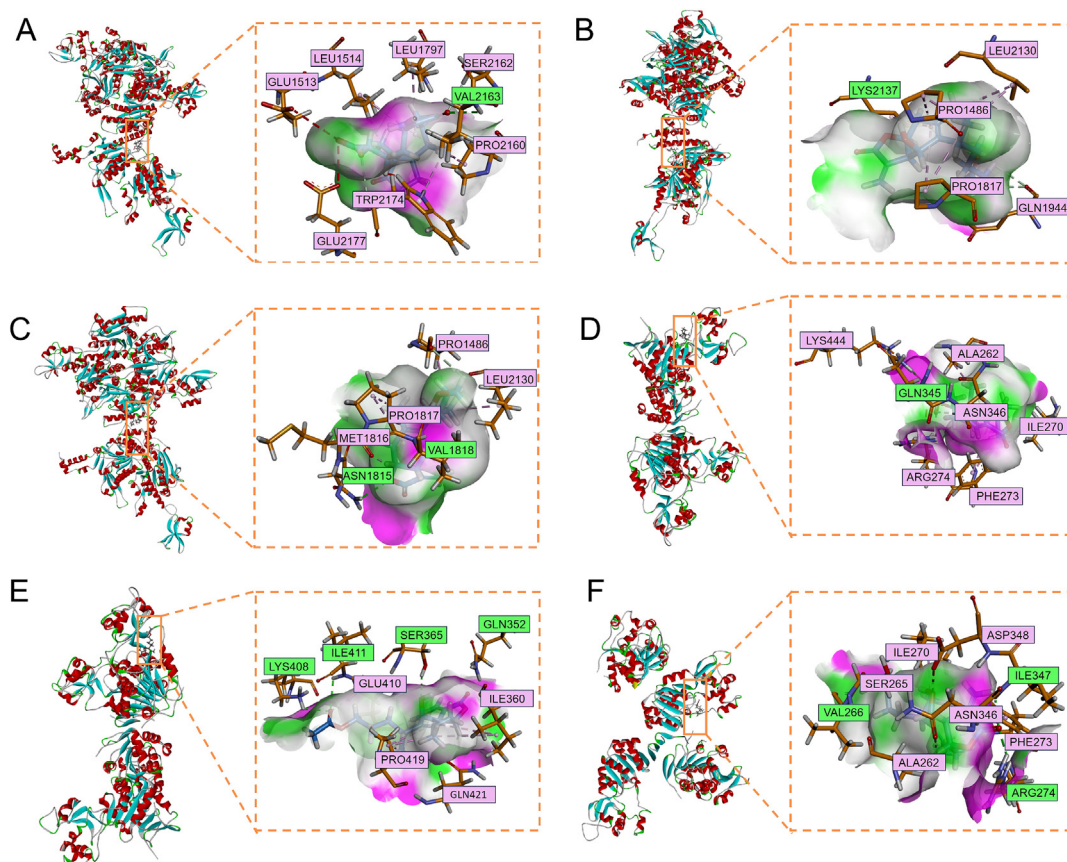 A
GLU1513
LEU1514
LEU1797
SER2162
VAL2163
PRO2160
TRP2174
GLU2177
B
LEU2130
LYS2137
PRO1486
PRO1817
GLN1944
C
PRO1486
LEU2130
PRO1817
MET1816
VAL1818
ASN1815
D
LYS444
ALA262
GLN345
ASN346
ILE270
ARG274
PHE273
E
GLN352
SER365
ILE411
LYS408
GLU410
ILE360
PRO419
GLN421
F
ASP348
ILE270
ILE347
SER265
VAL266
ASN346
PHE273
ALA262
ARG274